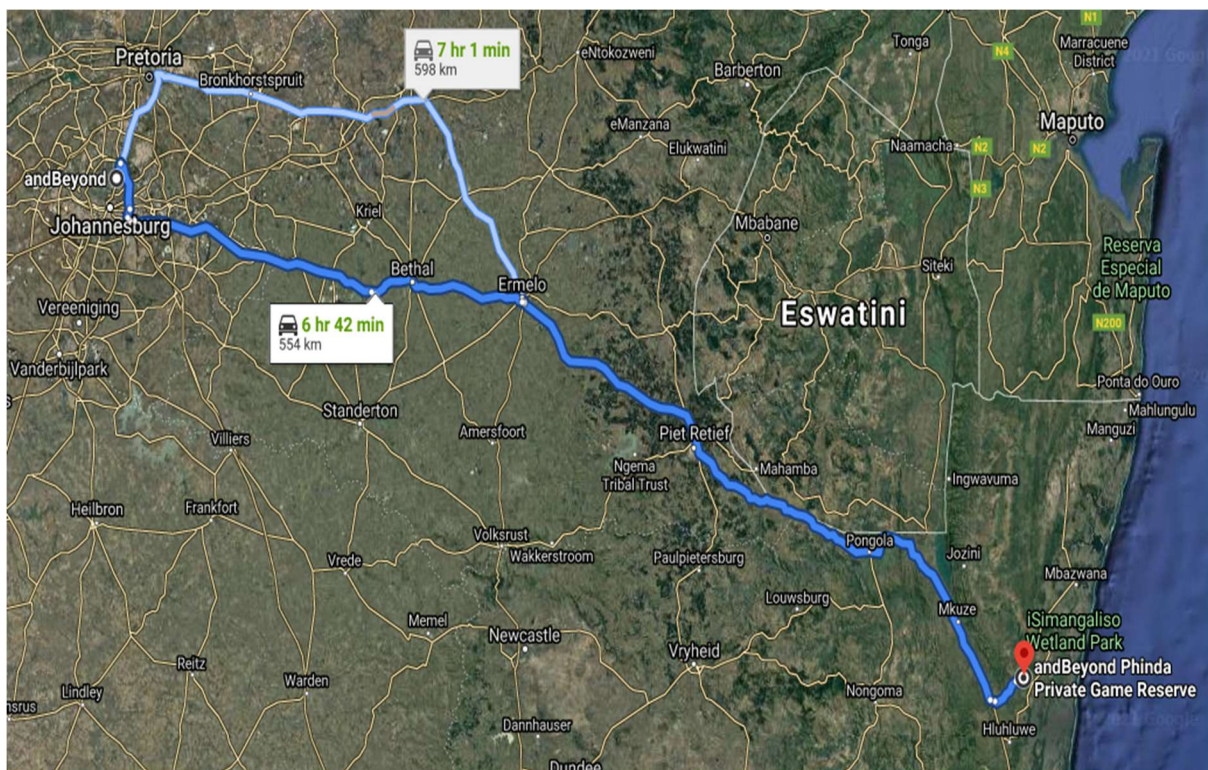 N1
Tonga
N4
Marracuene
District
eNtokozweni
7 hr 1 min
598 km
Pretoria
Bronkhorstspruit
Barberton
Maputo
eManzana
Elukwatini
Naamacha
N2
N2
N3
andBeyond
Johannesburg
Kriel
Mbabane
Siteki
Reserva
Especial
de Maputo
Bethal
Ermelo
Eswatini
N200
Vereeniging
6 hr 42 min
554 km
Vanderbijlpark
Ponta do Ouro
Mahlungulu
Manguzi
Standerton
Villiers
Amersfoort
Piet Retief
Ngema
Tribal Trust
Mahamba
Ingwavuma
Heilbron
Frankfort
Volksrust
Wakkerstroom
Pongola
Jozini
Vrede
Paulpietersburg
Mbazwana
Louwsburg
Mkuze
Memel
Newcastle
iSimangaliso
Wetland Park
Vryheid
andBeyond Phinda
Private Game Reserve
Reitz
Warden
Lindley
Nongoma
nsrus
Dannhauser
Hluhluwe
Dundee